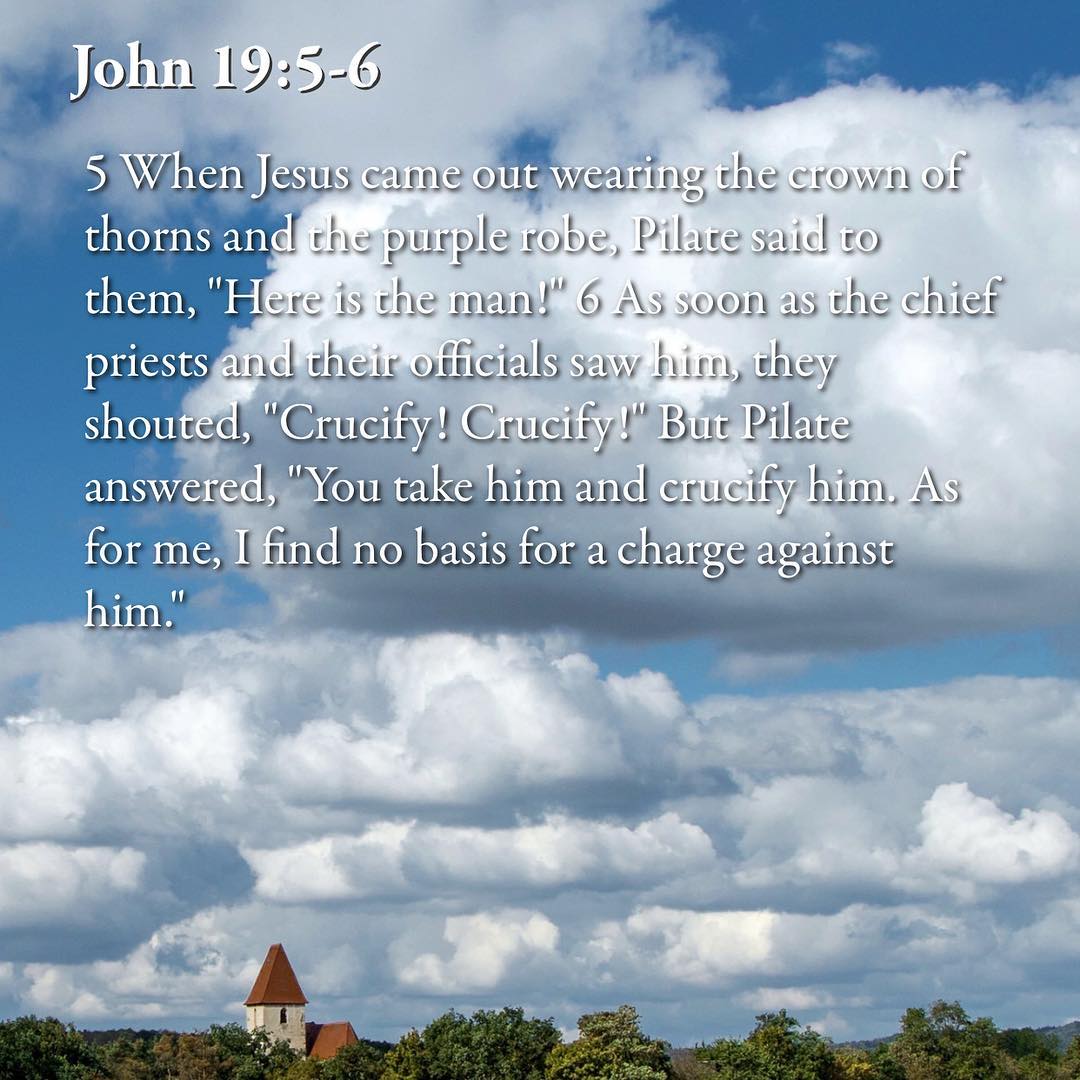 John 19:5-6
5 When Jesus came out wearing the crown of
thorns and the purple robe, Pilate said to
them, "Here is the man!" 6 As soon as the chief
priests and their officials saw him, they
shouted, "Crucify! Crucify!" But Pilate
answered, "You take him and crucify him. As
for me, I find no basis for a charge against
him."